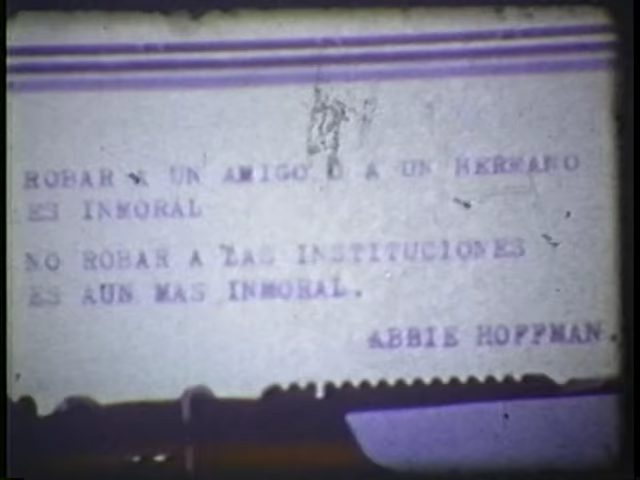 ROBAR A UN AMIGO O A UN HERMANO
ES INMORAL
NO ROBAR A LAS INSTITUCIONES
ES AUN MAS INMORAL.
ABBIE HOFFMAN.